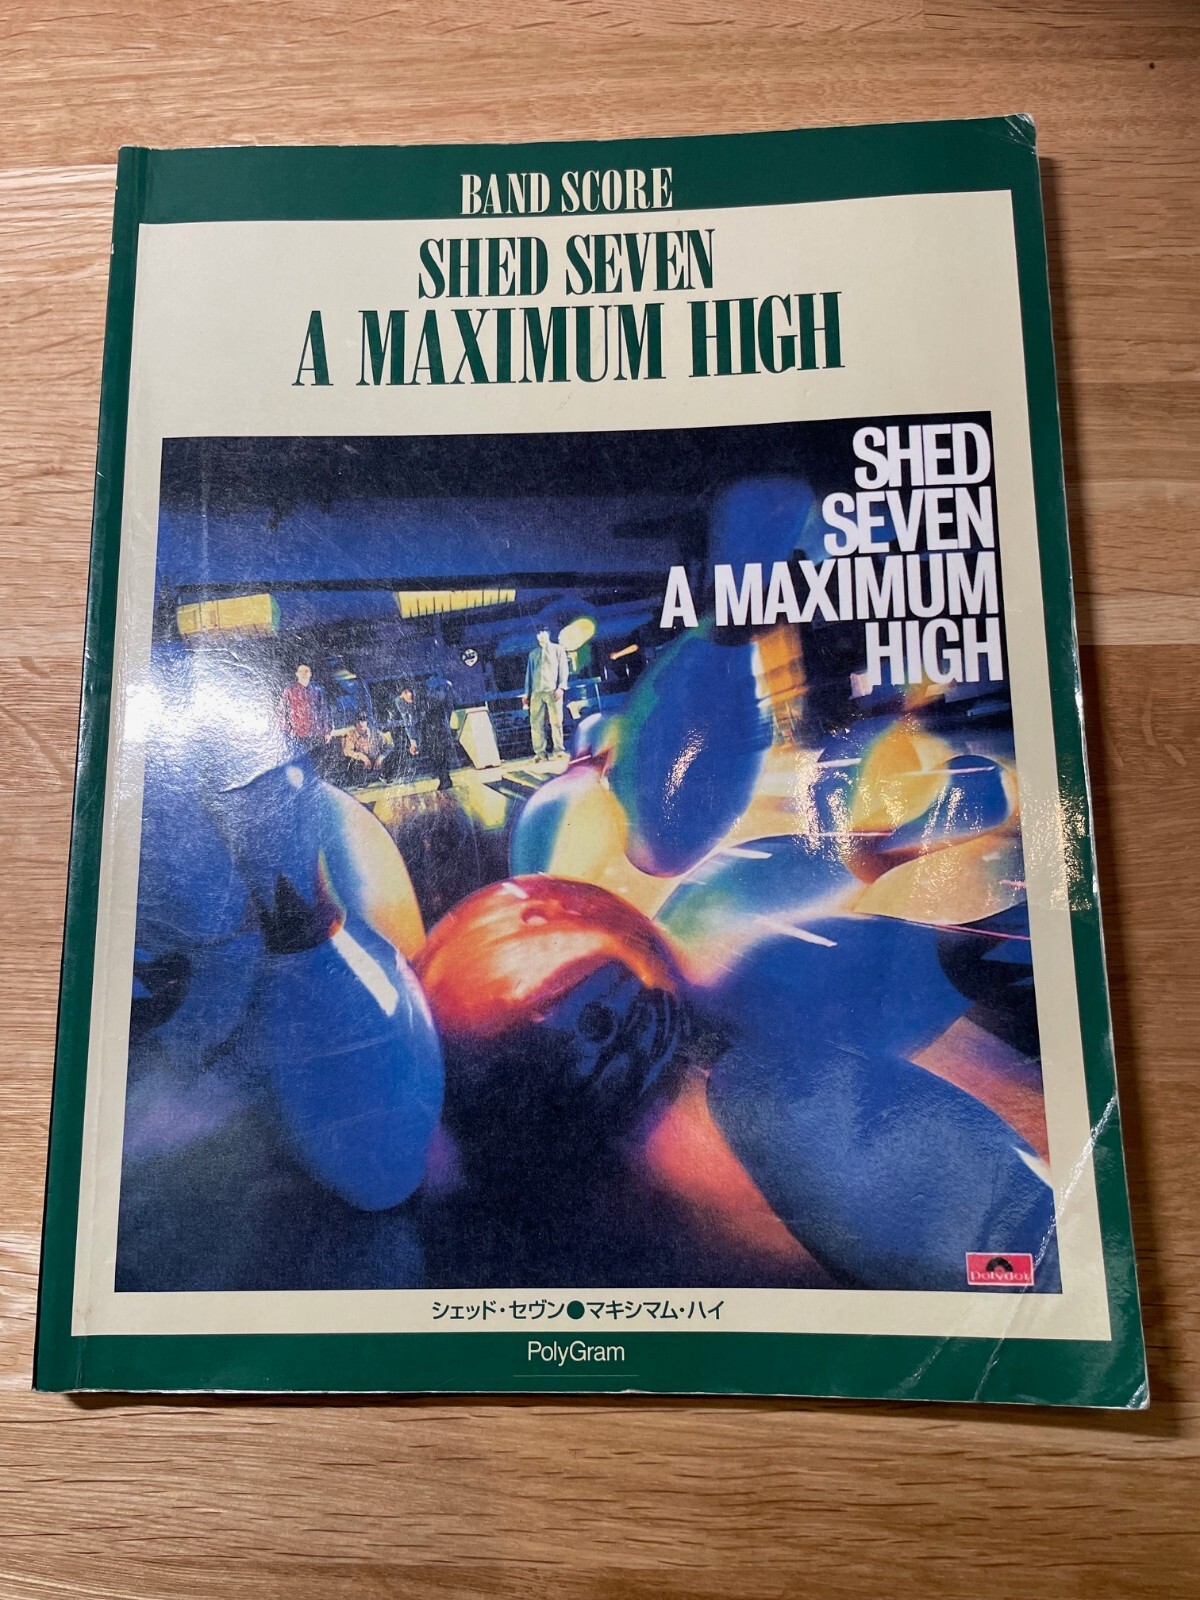 BAND SCORE
SHED SEVEN
A MAXIMUM HIGH
SHED
SEVEN
A MAXIMUM
HIGH
Polydor
シェッド・セヴン●マキシマム・ハイ
PolyGram